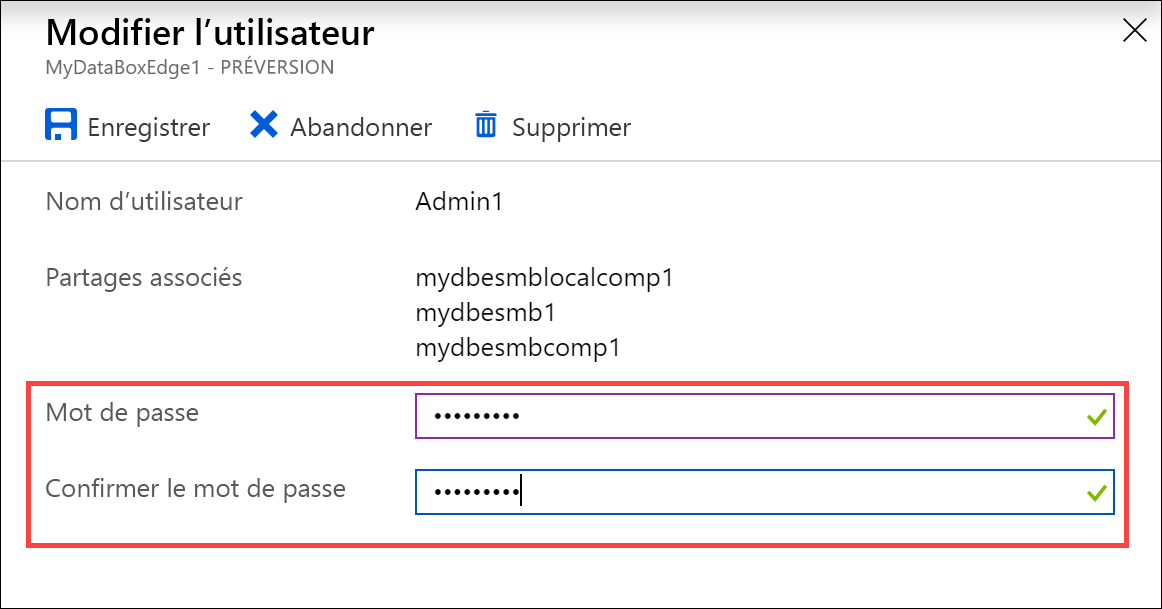 Modifier l’utilisateur
MyDataBoxEdge1 - PRÉVERSION
Enregistrer Abandonner Supprimer
Nom d’utilisateur Admin1
Partages associés mydbesmblocalcomp1
mydbesmb1
mydbesmbcomp1
Mot de passe •••••••••
Confirmer le mot de passe •••••••••